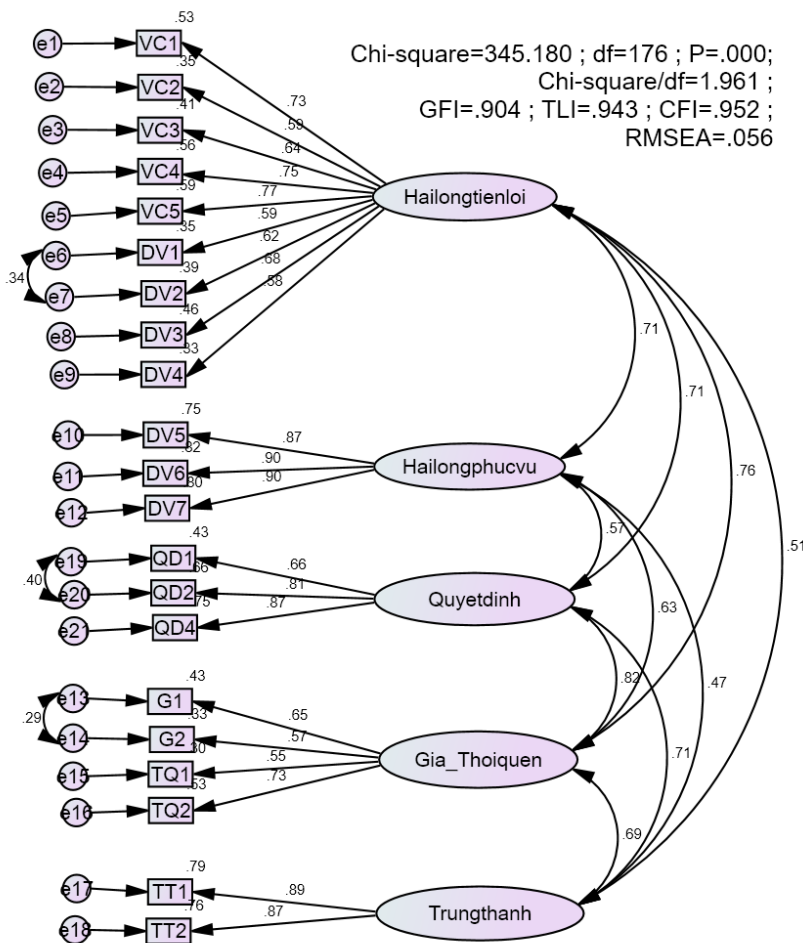 .53
e1 VC1
.35
Chi-square=345.180 ; df=176 ; P=.000;
e2 VC2
Chi-square/df=1.961 ;
.41
.73
GFI=.904 ; TLI=.943 ; CFI=.952 ;
e3 VC3
.59
RMSEA=.056
.56
.64
e4 VC4
.75
.59
.77
Hailongtienloi
e5 VC5
.59
.35
.62
e6 DV1
.68
.34
.39
.58
e7 DV2
.46
e8 DV3
.33
.71
.71
e9 DV4
.75
e10 DV5
.87
.82
.90
Hailongphucvu
.76
e11 DV6
.90
.80
e12 DV7
.57
.51
.43
e19 QD1
.66
.66
.40
.81
e20 QD2
Quyetdinh
.75
.87
.63
e21 QD4
.82
.47
.43
e13 G1
.65
.29
.33
.57
e14 G2
.71
.30
.55
Gia_Thoiquen
e15 TQ1
.73
.53
e16 TQ2
.69
.79
e17 TT1
.89
.76
.87
Trungthanh
e18 TT2